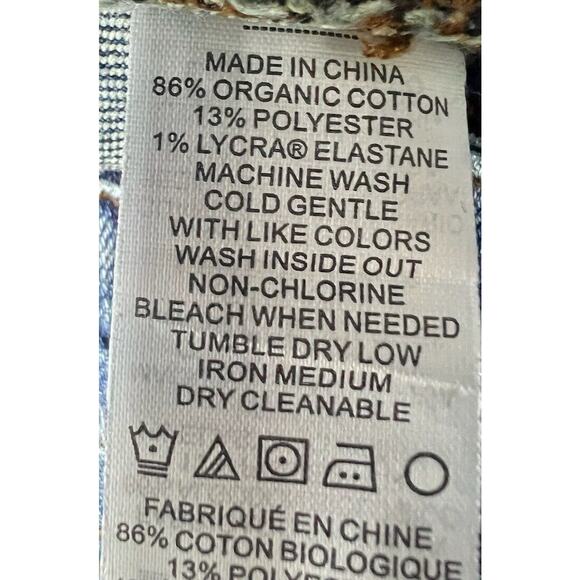 MADE IN CHINA
86% ORGANIC COTTON
13% POLYESTER
1% LYCRA® ELASTANE
MACHINE WASH
COLD GENTLE
WITH LIKE COLORS
WASH INSIDE OUT
NON-CHLORINE
BLEACH WHEN NEEDED
TUMBLE DRY LOW
IRON MEDIUM
DRY CLEANABLE
FABRIQUÉ EN CHINE
86% COTON BIOLOGIQUE
13%